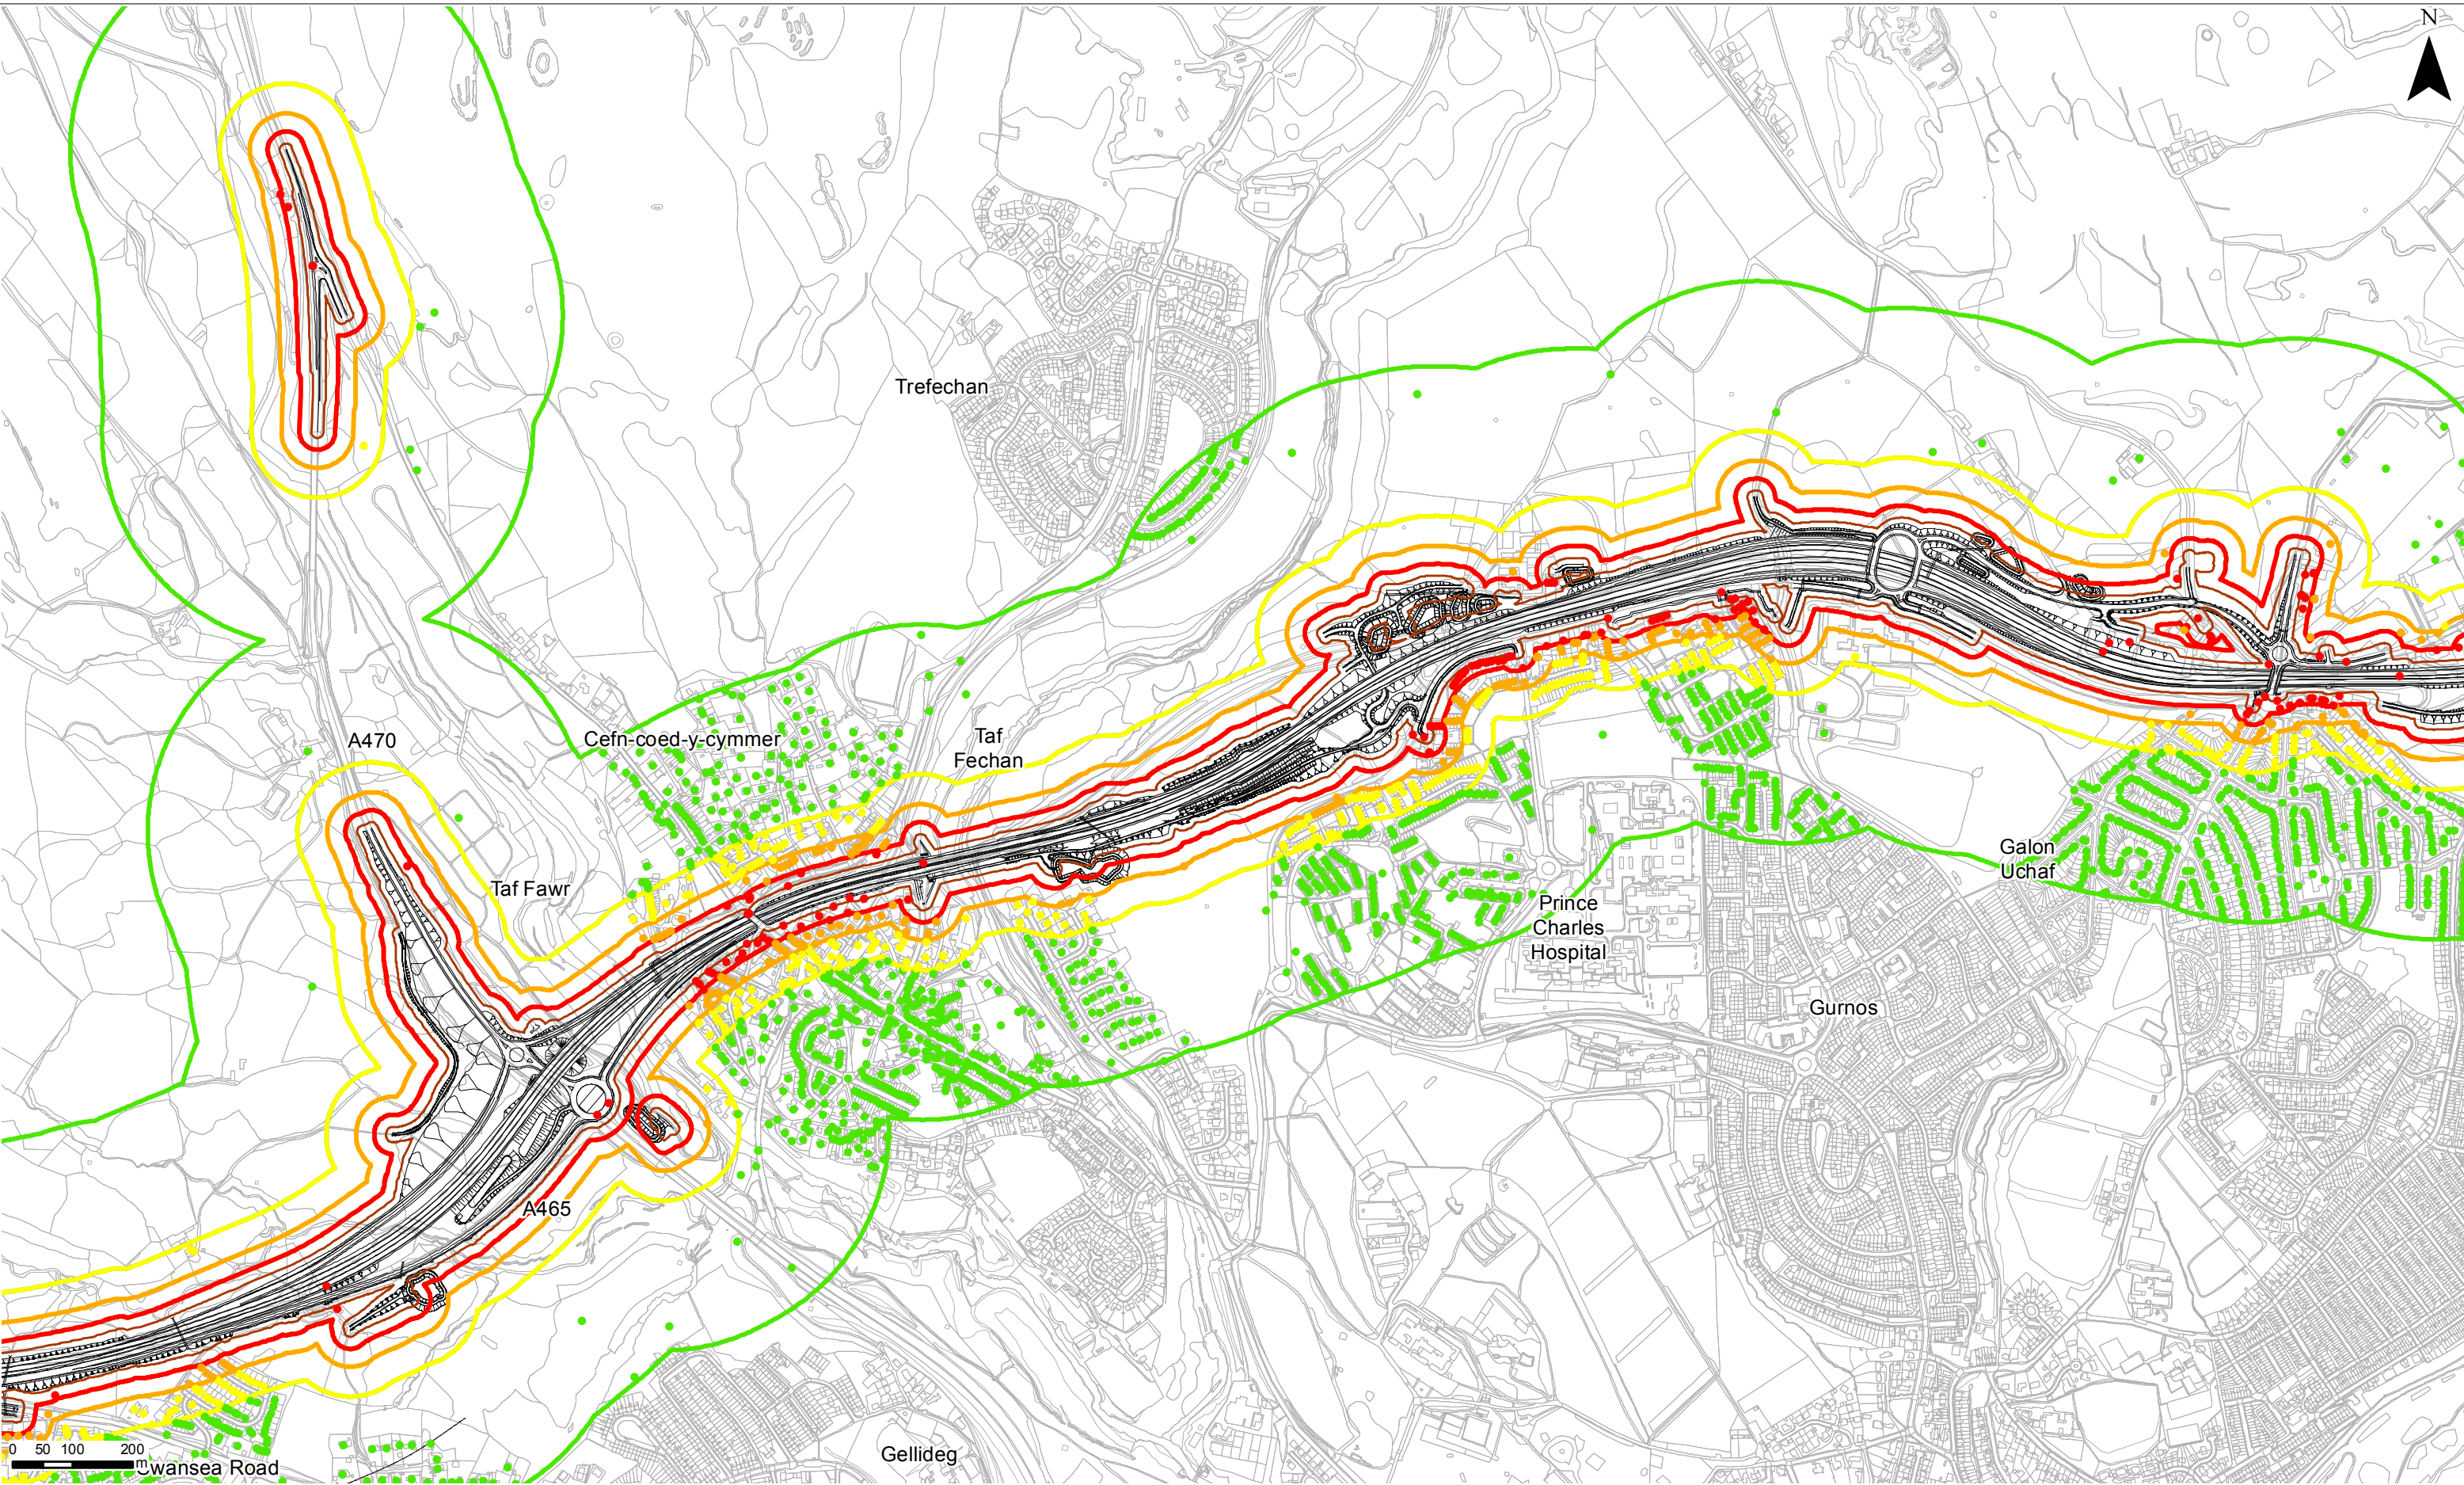 N
Trefechan
A470
Cefn-coed-y-cymmer
Taf
Fechan
Taf Fawr
Galon
Uchaf
Prince
Charles
Hospital
Gurnos
A465
Gellideg
0 50 100 200
m
Swansea Road